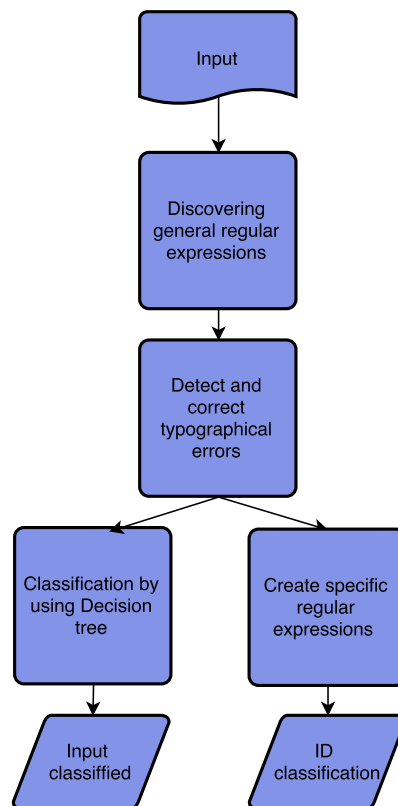 Input
Discovering
general regular
expressions
Detect and
correct
typographical
errors
Classification by
using Decision
tree
Create specific
regular
expressions
Input
classiffied
ID
classification